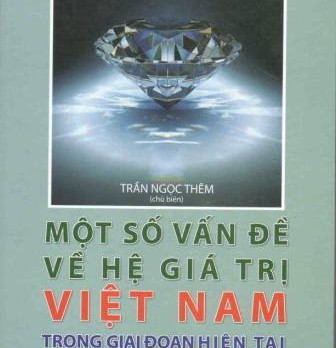 TRẦN NGỌC THÊM
(chủ biên)
MỘT SỐ VẤN ĐỀ
VỀ HỆ GIÁ TRỊ
VIỆT NAM
TRONG GIAI ĐOẠN HIỆN TẠI